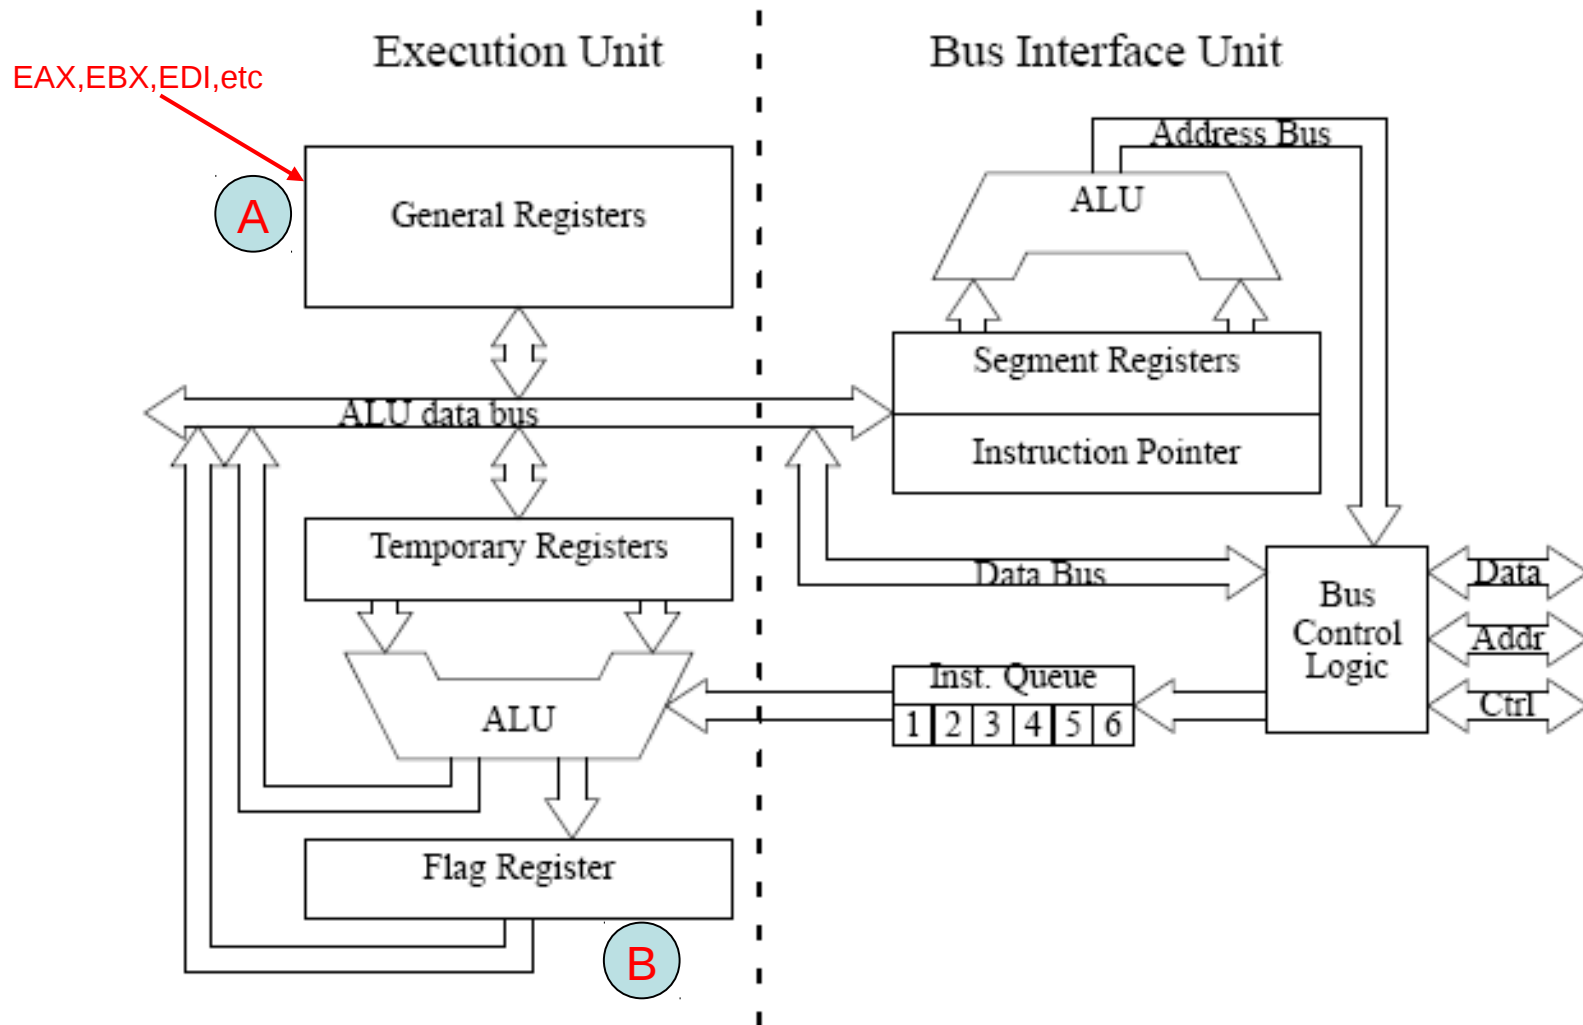 Execution Unit
Bus Interface Unit
EAX,EBX,EDI,etc
Address Bus
A
General Registers
ALU
Segment Registers
ALU data bus
Instruction Pointer
Temporary Registers
Data Bus
Bus
Control
Logic
Data
Addr
Ctrl
Inst. Queue
1 2 3 4 5 6
ALU
Flag Register
B